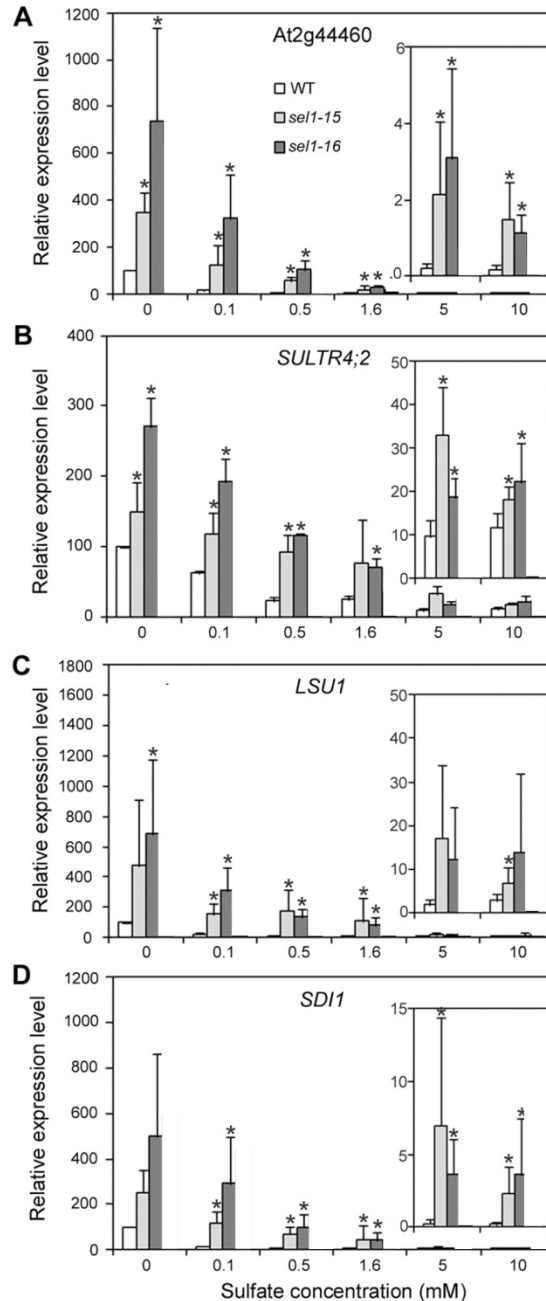 A
At2g44460
WT
sel1-15
sel1-16
Relative expression level
1200
1000
800
600
400
200
0
* * * * * * * *
6
4
2
.0
* * * *
0 0.1 0.5 1.6 5 10
B
SULTR4;2
Relative expression level
400
300
200
100
0
* * * * * * *
50
40
30
20
10
0
* * * *
0 0.1 0.5 1.6 5 10
C
LSU1
Relative expression level
1800
1600
1400
1200
1000
800
600
400
200
0
* * * * * * *
50
40
30
20
10
0
*
0 0.1 0.5 1.6 5 10
D
SDI1
Relative expression level
1200
1000
800
600
400
200
0
* * * * * *
15
10
5
0
* * * *
0 0.1 0.5 1.6 5 10
Sulfate concentration (mM)